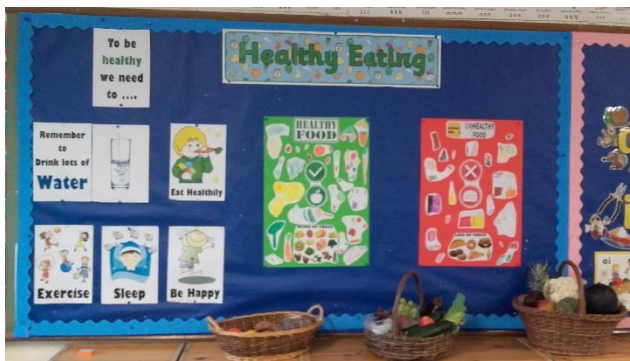 Healthy Eating
To be
healthy
we need
to ....
Remember
to
Drink lots of
Water
Eat Healthily
HEALTHY
FOOD
UNHEALTHY
FOOD
Exercise
Sleep
Be Happy
oi